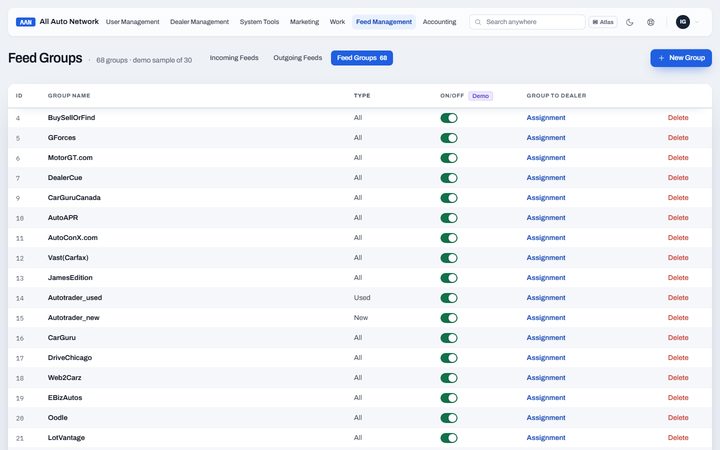 AAN All Auto Network User Management Dealer Management System Tools Marketing Work Feed Management Accounting Search anywhere Atlas IG
Feed Groups · 68 groups · demo sample of 30 Incoming Feeds Outgoing Feeds Feed Groups 68 + New Group
ID GROUP NAME TYPE ON/OFF Demo GROUP TO DEALER
4 BuySellOrFind All Assignment Delete
5 GForces All Assignment Delete
6 MotorGT.com All Assignment Delete
7 DealerCue All Assignment Delete
9 CarGuruCanada All Assignment Delete
10 AutoAPR All Assignment Delete
11 AutoConX.com All Assignment Delete
12 Vast(Carfax) All Assignment Delete
13 JamesEdition All Assignment Delete
14 Autotrader_used Used Assignment Delete
15 Autotrader_new New Assignment Delete
16 CarGuru All Assignment Delete
17 DriveChicago All Assignment Delete
18 Web2Carz All Assignment Delete
19 EBizAutos All Assignment Delete
20 Oodle All Assignment Delete
21 LotVantage All Assignment Delete